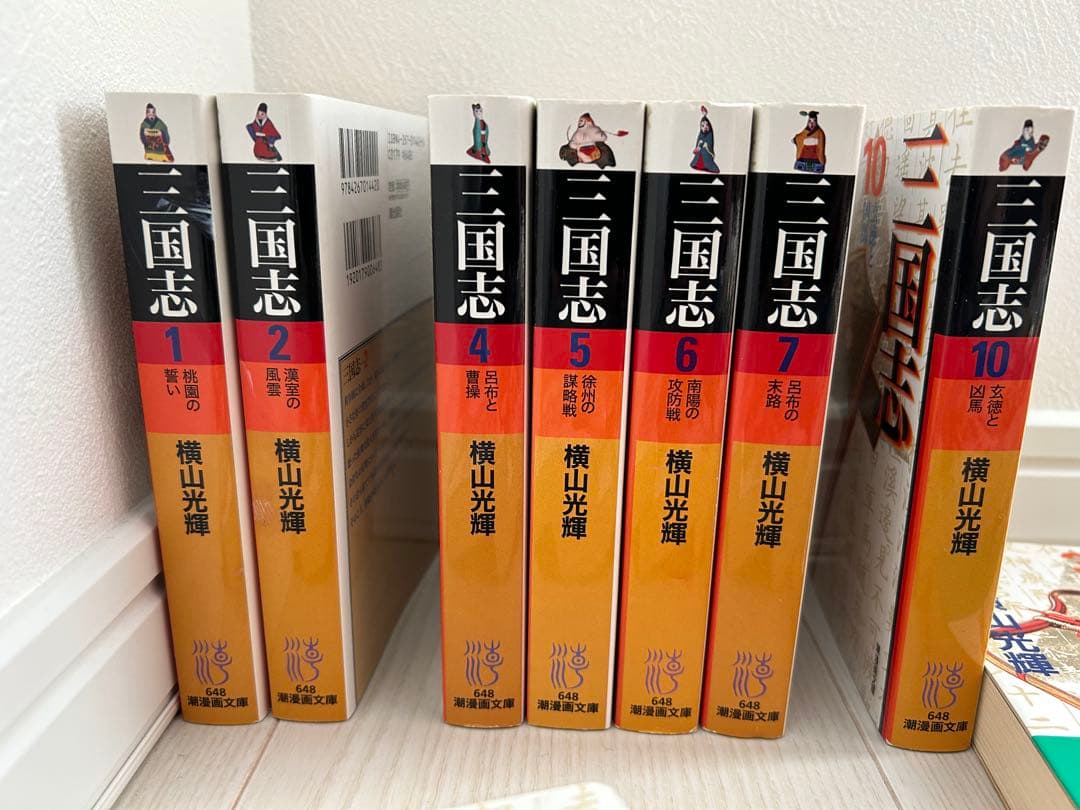 三国志
1
桃園の
誓い
横山光輝
648
潮漫画文庫
三国志
2
漢室の
風雲
横山光輝
648
潮漫画文庫
9784267014420
1920179006480
三国志
4
呂布と
曹操
横山光輝
648
潮漫画文庫
三国志
5
徐州の
謀略戦
横山光輝
648
潮漫画文庫
三国志
6
南陽の
攻防戦
横山光輝
648
潮漫画文庫
三国志
7
呂布の
末路
横山光輝
648
潮漫画文庫
10
三国志
三国志
10
玄徳と
凶馬
横山光輝
648
潮漫画文庫
山光輝